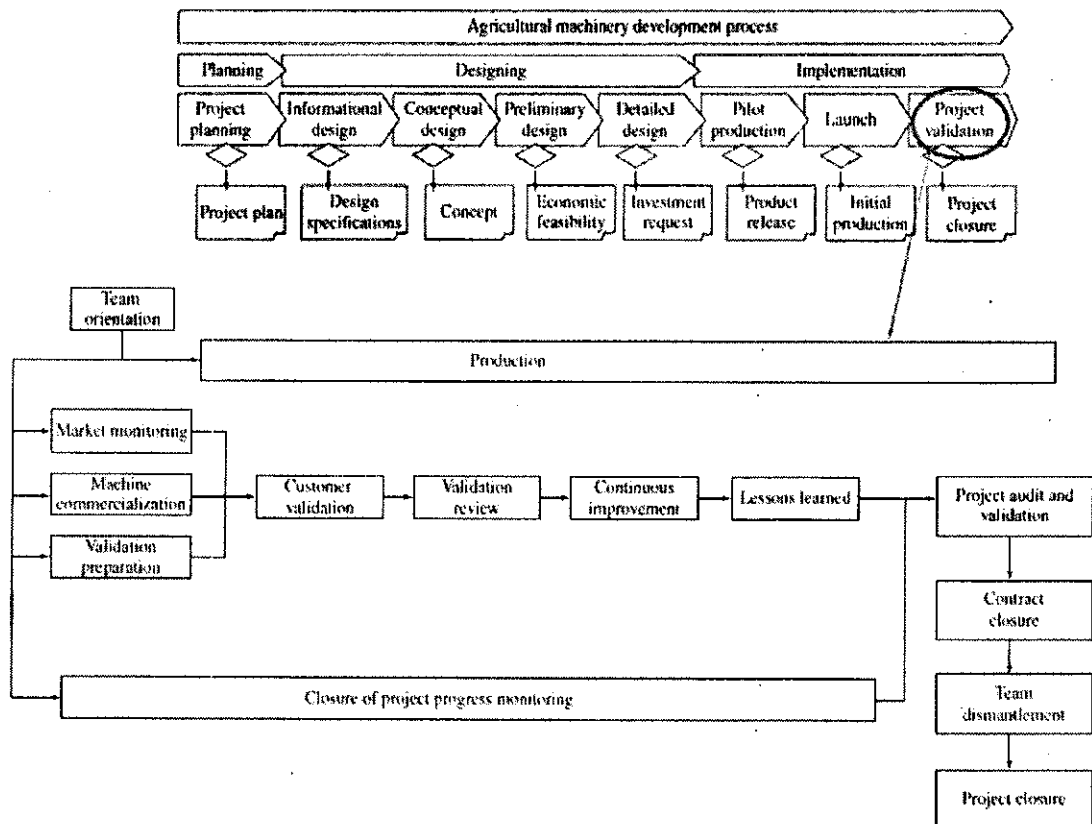 Agricultural machinery development process
Planning
Designing
Implementation
Project
planning
Informational
design
Conceptual
design
Preliminary
design
Detailed
design
Pilot
production
Launch
Project
validation
Project plan
Design
specifications
Concept
Economic
feasibility
Investment
request
Product
release
Initial
production
Project
closure
Team
orientation
Production
Market monitoring
Machine
commercialization
Validation
preparation
Customer
validation
Validation
review
Continuous
improvement
Lessons learned
Project audit and
validation
Contract
closure
Team
dismantlement
Project closure
Closure of project progress monitoring